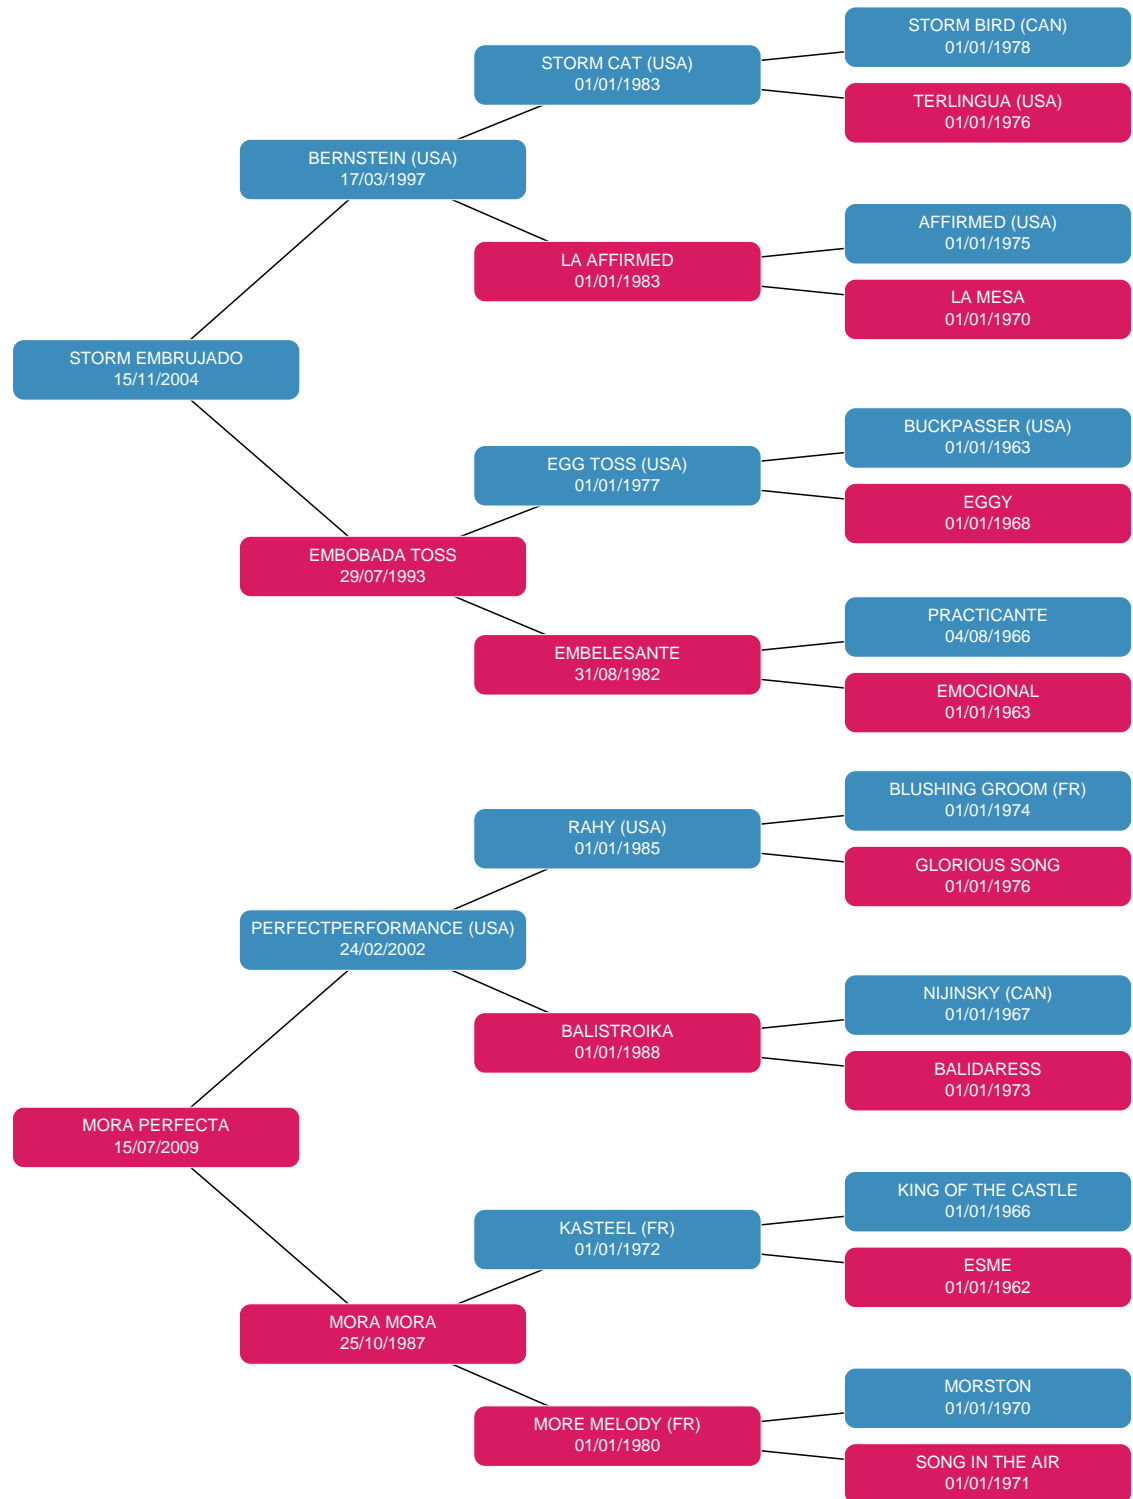 STORM BIRD (CAN)
01/01/1978
STORM CAT (USA)
01/01/1983
TERLINGUA (USA)
01/01/1976
BERNSTEIN (USA)
17/03/1997
AFFIRMED (USA)
01/01/1975
LA AFFIRMED
01/01/1983
LA MESA
01/01/1970
STORM EMBRUJADO
15/11/2004
BUCKPASSER (USA)
01/01/1963
EGG TOSS (USA)
01/01/1977
EGGY
01/01/1968
EMBOBADA TOSS
29/07/1993
PRACTICANTE
04/08/1966
EMBELESANTE
31/08/1982
EMOCIONAL
01/01/1963
BLUSHING GROOM (FR)
01/01/1974
RAHY (USA)
01/01/1985
GLORIOUS SONG
01/01/1976
PERFECTPERFORMANCE (USA)
24/02/2002
NIJINSKY (CAN)
01/01/1967
BALISTROIKA
01/01/1988
BALIDARESS
01/01/1973
MORA PERFECTA
15/07/2009
KING OF THE CASTLE
01/01/1966
KASTEEL (FR)
01/01/1972
ESME
01/01/1962
MORA MORA
25/10/1987
MORSTON
01/01/1970
MORE MELODY (FR)
01/01/1980
SONG IN THE AIR
01/01/1971